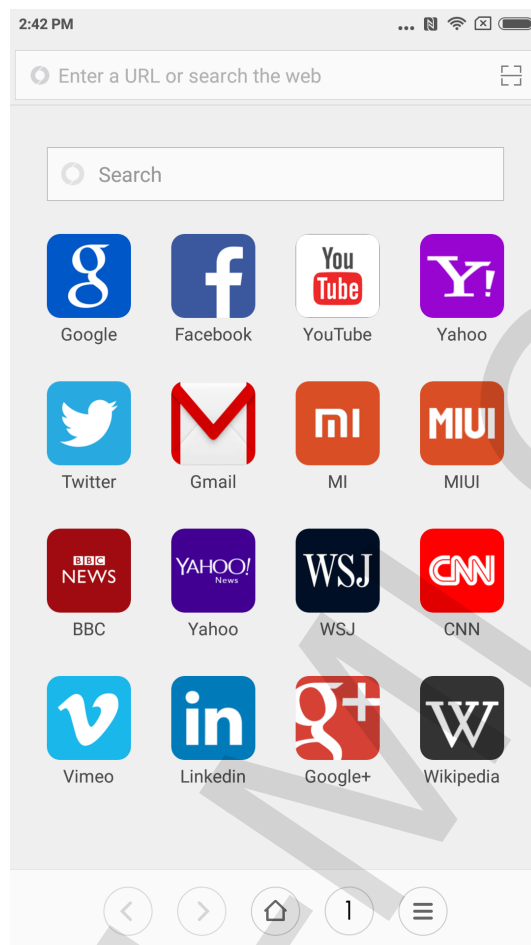 2:42 PM
Enter a URL or search the web
Search
g
f
You
Tube
Y!
Google
Facebook
YouTube
Yahoo
M
mi
MIUI
Twitter
Gmail
MI
MIUI
BBC
NEWS
YAHOO!
News
WSJ
CNN
BBC
Yahoo
WSJ
CNN
v
in
g+
W
Vimeo
Linkedin
Google+
Wikipedia
1